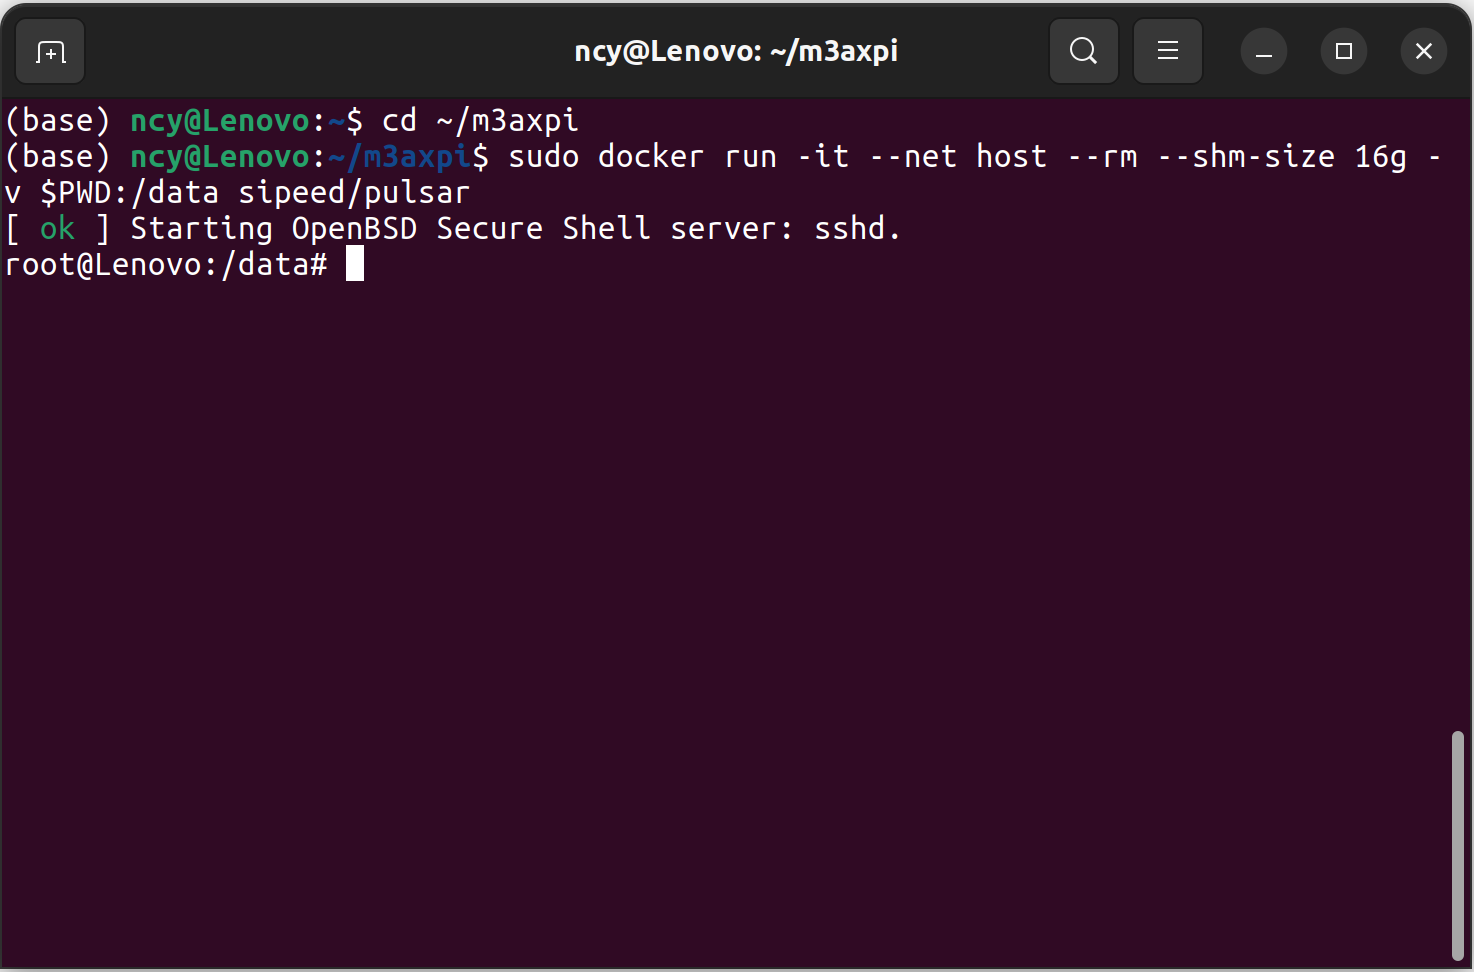 ncy@Lenovo: ~/m3axpi
(base) ncy@Lenovo:~$ cd ~/m3axpi
(base) ncy@Lenovo:~/m3axpi$ sudo docker run -it --net host --rm --shm-size 16g -
v $PWD:/data sipeed/pulsar
[ ok ] Starting OpenBSD Secure Shell server: sshd.
root@Lenovo:/data#